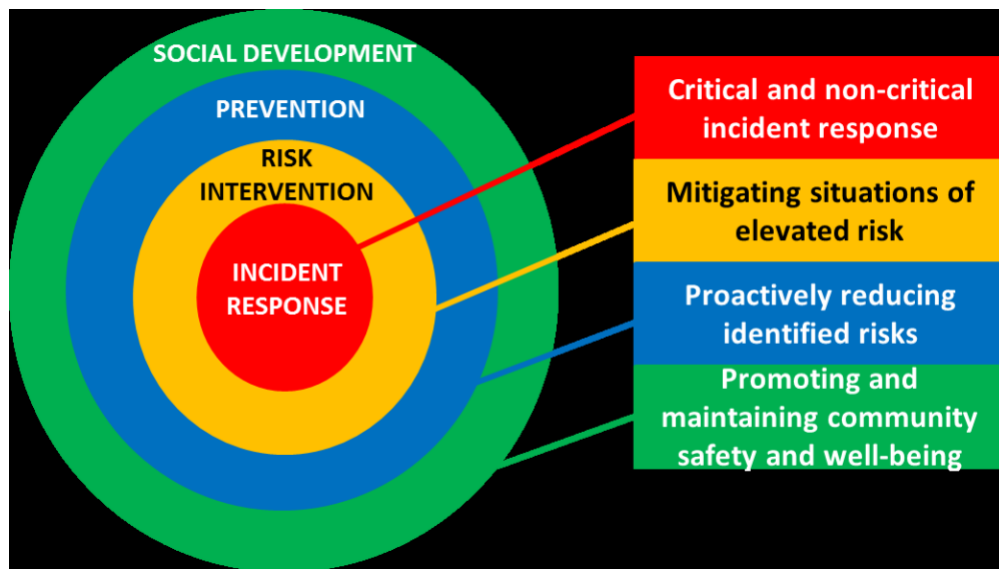 SOCIAL DEVELOPMENT
PREVENTION
RISK
INTERVENTION
INCIDENT
RESPONSE
Critical and non-critical
incident response
Mitigating situations of
elevated risk
Proactively reducing
identified risks
Promoting and
maintaining community
safety and well-being